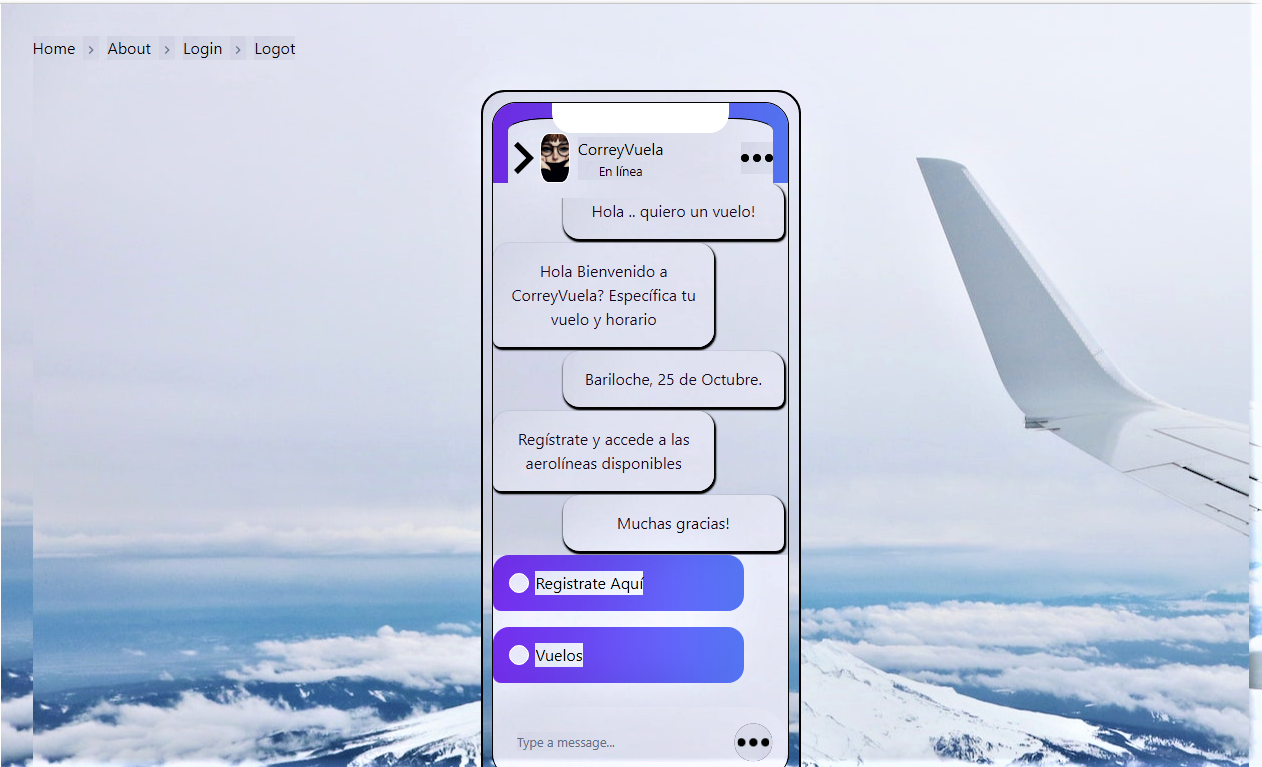 Home > About > Login > Logot
CorreyVuela
En línea
Hola .. quiero un vuelo!
Hola Bienvenido a
CorreyVuela? Específica tu
vuelo y horario
Bariloche, 25 de Octubre.
Regístrate y accede a las
aerolíneas disponibles
Muchas gracias!
Registrate Aquí
Vuelos
Type a message...